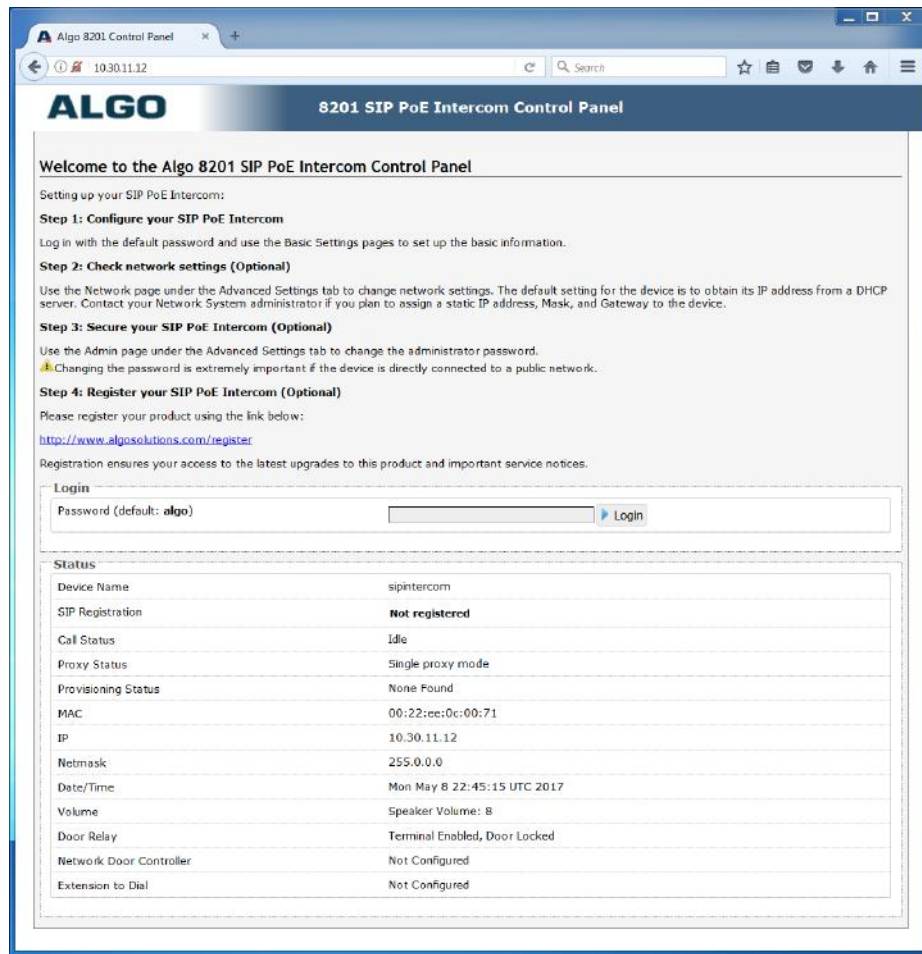 Algo 8201 Control Panel
10.30.11.12
Search
ALGO
8201 SIP PoE Intercom Control Panel
Welcome to the Algo 8201 SIP PoE Intercom Control Panel
Setting up your SIP PoE Intercom:
Step 1: Configure your SIP PoE Intercom
Log in with the default password and use the Basic Settings pages to set up the basic information.
Step 2: Check network settings (Optional)
Use the Network page under the Advanced Settings tab to change network settings. The default setting for the device is to obtain its IP address from a DHCP
server. Contact your Network System administrator if you plan to assign a static IP address, Mask, and Gateway to the device.
Step 3: Secure your SIP PoE Intercom (Optional)
Use the Admin page under the Advanced Settings tab to change the administrator password.
Changing the password is extremely important if the device is directly connected to a public network.
Step 4: Register your SIP PoE Intercom (Optional)
Please register your product using the link below:
http://www.algosolutions.com/register
Registration ensures your access to the latest upgrades to this product and important service notices.
Login
Password (default: algo) Login
Status
Device Name sipintercom
SIP Registration Not registered
Call Status Idle
Proxy Status Single proxy mode
Provisioning Status None Found
MAC 00:22:ee:0c:00:71
IP 10.30.11.12
Netmask 255.0.0.0
Date/Time Mon May 8 22:45:15 UTC 2017
Volume Speaker Volume: 8
Door Relay Terminal Enabled, Door Locked
Network Door Controller Not Configured
Extension to Dial Not Configured